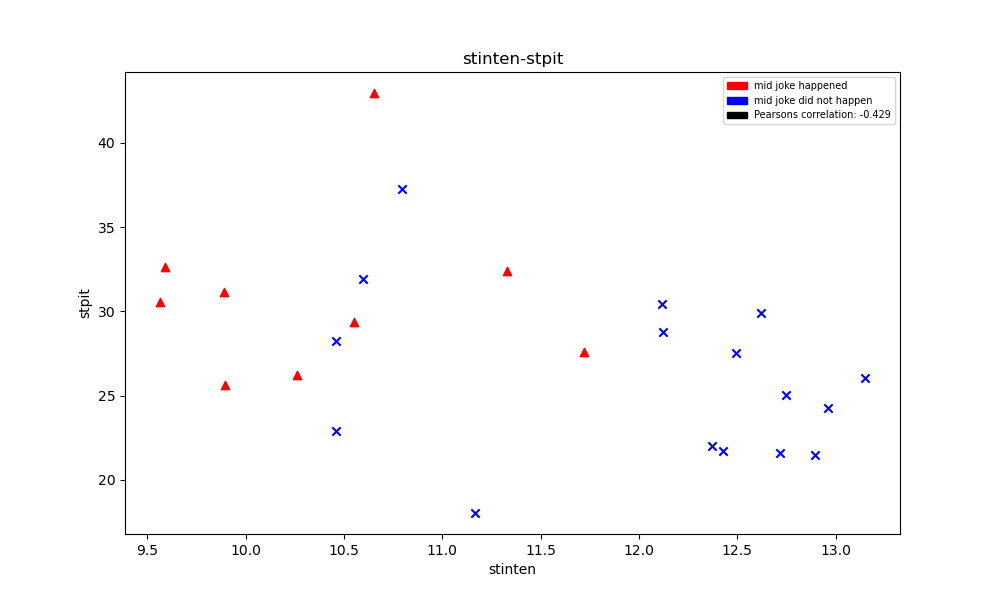 stinten-stpit
mid joke happened
mid joke did not happen
Pearsons correlation: -0.429
stpit
40
35
30
25
20
9.5 10.0 10.5 11.0 11.5 12.0 12.5 13.0
stinten